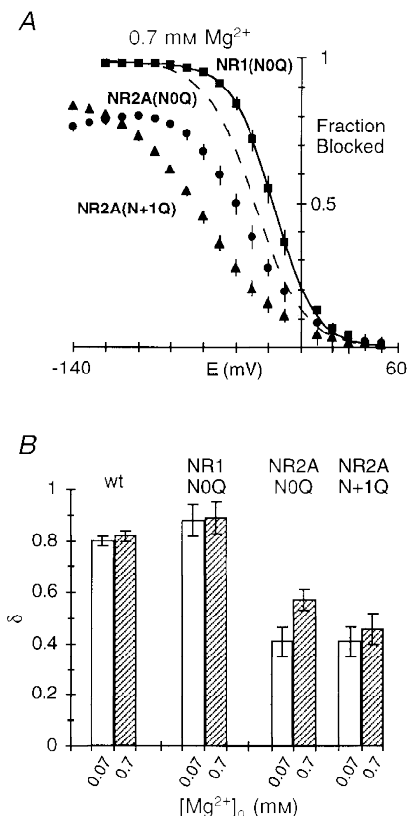 A
0.7 mM Mg2+
NR1(N0Q)
1
NR2A(N0Q)
Fraction
Blocked
0.5
NR2A(N+1Q)
-140
E (mV)
60
B
wt
NR1
N0Q
NR2A
N0Q
NR2A
N+1Q
1
0.8
0.6
δ
0.4
0.2
0
0.07
0.7
0.07
0.7
0.07
0.7
0.07
0.7
[Mg2+]0 (mM)